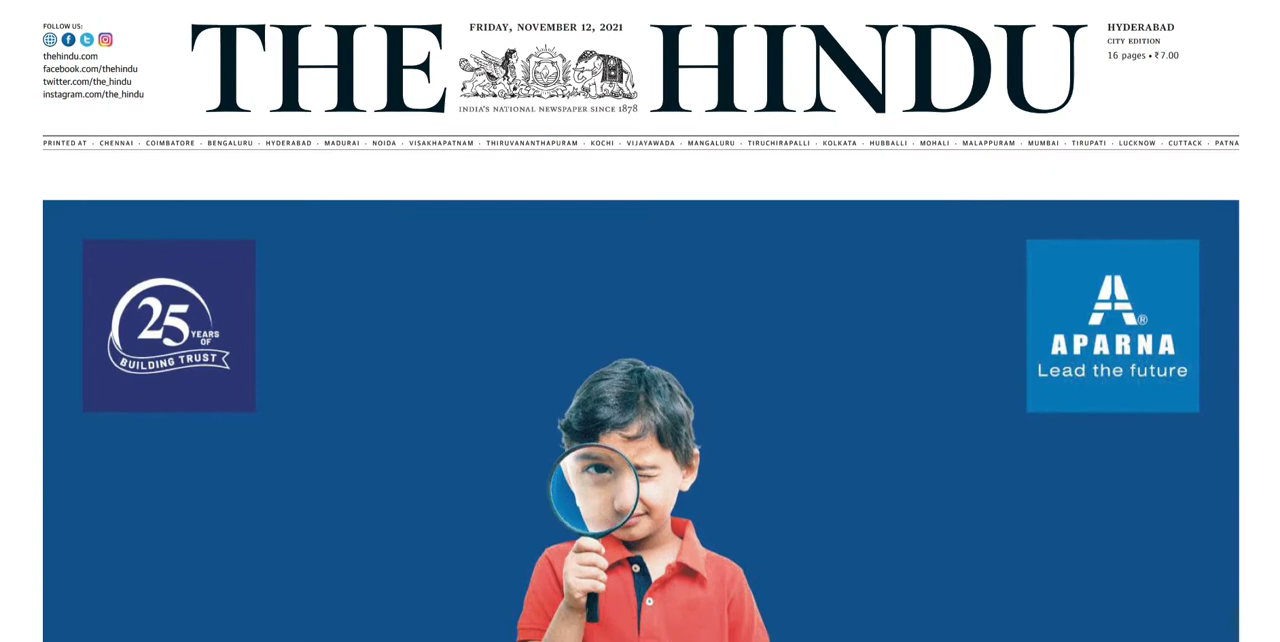 FOLLOW US:
thehindu.com
facebook.com/thehindu
twitter.com/the_hindu
instagram.com/the_hindu
THE HINDU
FRIDAY, NOVEMBER 12, 2021
INDIA'S NATIONAL NEWSPAPER SINCE 1878
HYDERABAD
CITY EDITION
16 pages • ₹7.00
PRINTED AT · CHENNAI · COIMBATORE · BENGALURU · HYDERABAD · MADURAI · NOIDA · VISAKHAPATNAM · THIRUVANANTHAPURAM · KOCHI · VIJAYAWADA · MANGALURU · TIRUCHIRAPALLI · KOLKATA · HUBBALLI · MOHALI · MALAPPURAM · MUMBAI · TIRUPATI · LUCKNOW · CUTTACK · PATNA
25 YEARS
OF
BUILDING TRUST
A®
APARNA
Lead the future